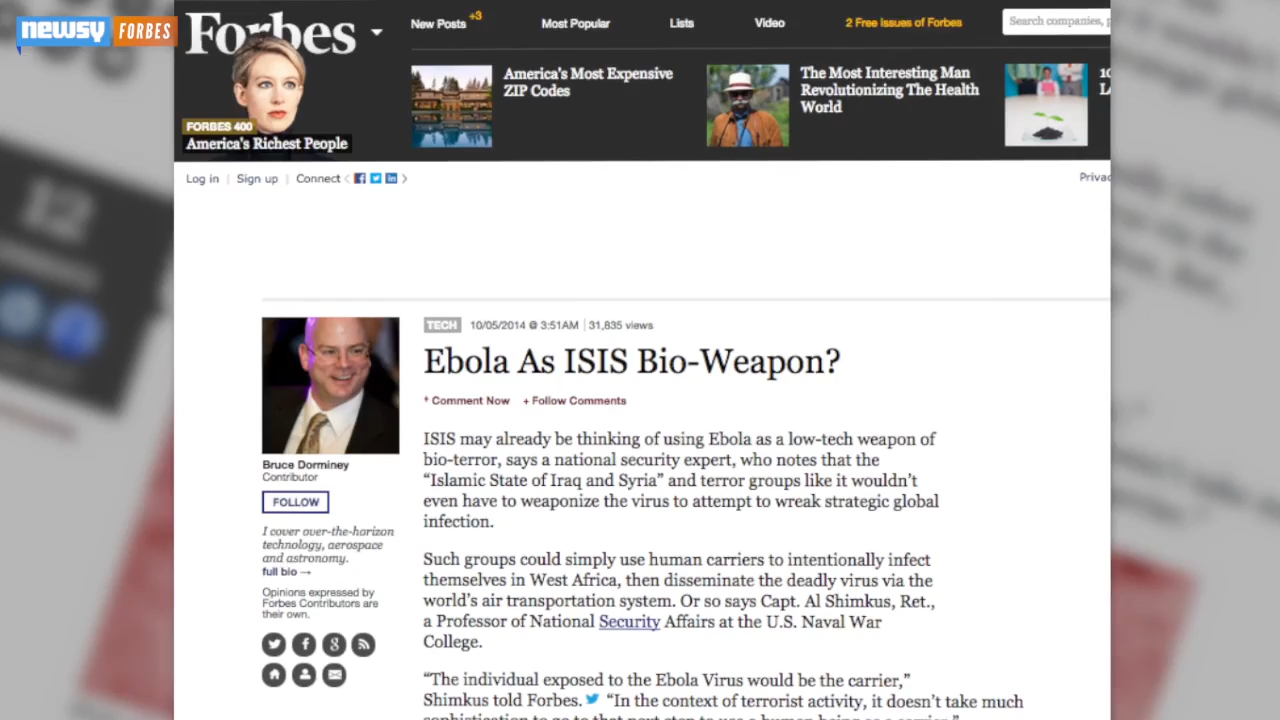 newsy FORBES
Forbes
New Posts +3
Most Popular
Lists
Video
2 Free Issues of Forbes
Search companies,
FORBES 400
America's Richest People
America's Most Expensive
ZIP Codes
The Most Interesting Man
Revolutionizing The Health
World
Log in | Sign up | Connect
TECH 10/05/2014 @ 3:51AM | 31,835 views
Ebola As ISIS Bio-Weapon?
+ Comment Now + Follow Comments
ISIS may already be thinking of using Ebola as a low-tech weapon of
bio-terror, says a national security expert, who notes that the
“Islamic State of Iraq and Syria” and terror groups like it wouldn’t
even have to weaponize the virus to attempt to wreak strategic global
infection.
Such groups could simply use human carriers to intentionally infect
themselves in West Africa, then disseminate the deadly virus via the
world’s air transportation system. Or so says Capt. Al Shimkus, Ret.,
a Professor of National Security Affairs at the U.S. Naval War
College.
“The individual exposed to the Ebola Virus would be the carrier,”
Shimkus told Forbes. “In the context of terrorist activity, it doesn’t take much
Bruce Dorminey
Contributor
FOLLOW
I cover over-the-horizon
technology, aerospace
and astronomy.
full bio →
Opinions expressed by
Forbes Contributors are
their own.
12